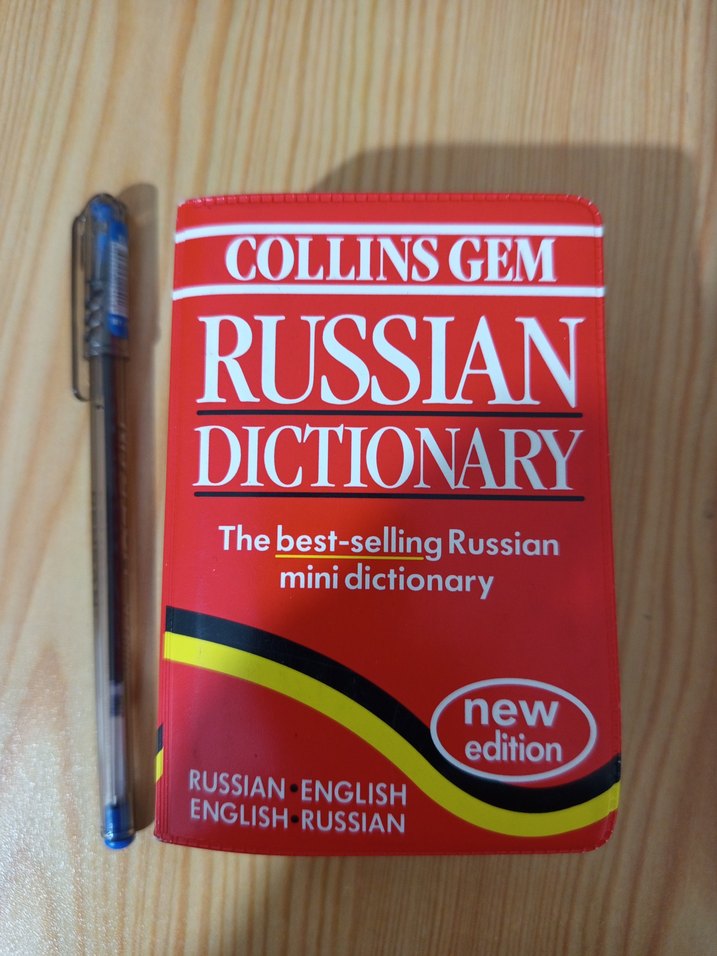 COLLINS GEM
RUSSIAN
DICTIONARY
The best-selling Russian
mini dictionary
new
edition
RUSSIAN•ENGLISH
ENGLISH•RUSSIAN